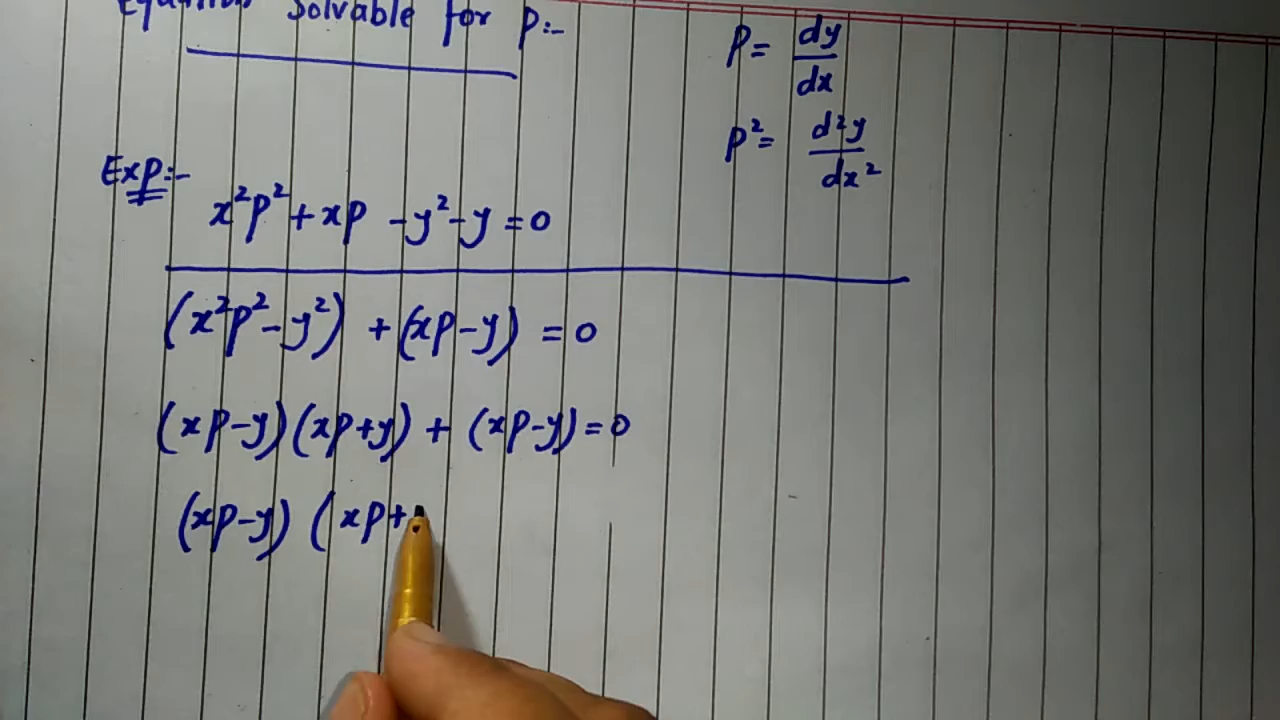 Equation Solvable for p:-
p = dy/dx
p² = d²y/dx²
Exp:-
x²p² + xp - y² - y = 0
(x²p² - y²) + (xp - y) = 0
(xp - y)(xp + y) + (xp - y) = 0
(xp - y) (xp +